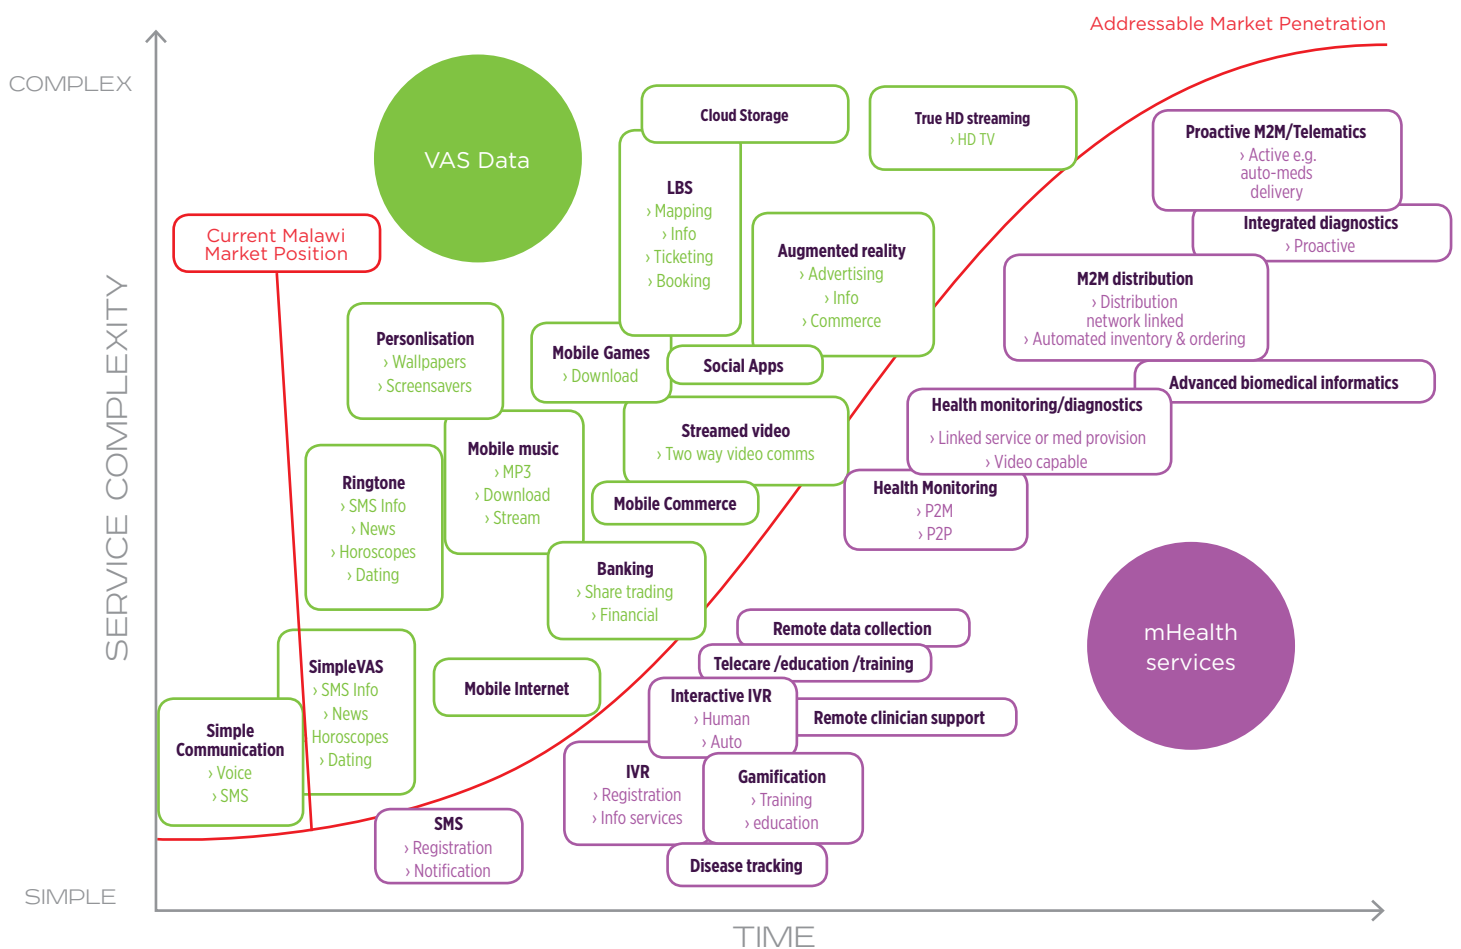 Addressable Market Penetration
COMPLEX
SERVICE COMPLEXITY
SIMPLE
TIME
VAS Data
Current Malawi
Market Position
Cloud Storage
True HD streaming
› HD TV
Proactive M2M/Telematics
› Active e.g.
auto-meds
delivery
LBS
› Mapping
› Info
› Ticketing
› Booking
Integrated diagnostics
› Proactive
Augmented reality
› Advertising
› Info
› Commerce
M2M distribution
› Distribution
network linked
› Automated inventory & ordering
Personlisation
› Wallpapers
› Screensavers
Mobile Games
› Download
Social Apps
Advanced biomedical informatics
Health monitoring/diagnostics
› Linked service or med provision
› Video capable
Streamed video
› Two way video comms
Mobile music
› MP3
› Download
› Stream
Ringtone
› SMS Info
› News
› Horoscopes
› Dating
Mobile Commerce
Health Monitoring
› P2M
› P2P
Banking
› Share trading
› Financial
Remote data collection
mHealth
services
Telecare /education /training
SimpleVAS
› SMS Info
› News
Horoscopes
› Dating
Mobile Internet
Interactive IVR
› Human
› Auto
Remote clinician support
Simple
Communication
› Voice
› SMS
IVR
› Registration
› Info services
Gamification
› Training
› education
SMS
› Registration
› Notification
Disease tracking